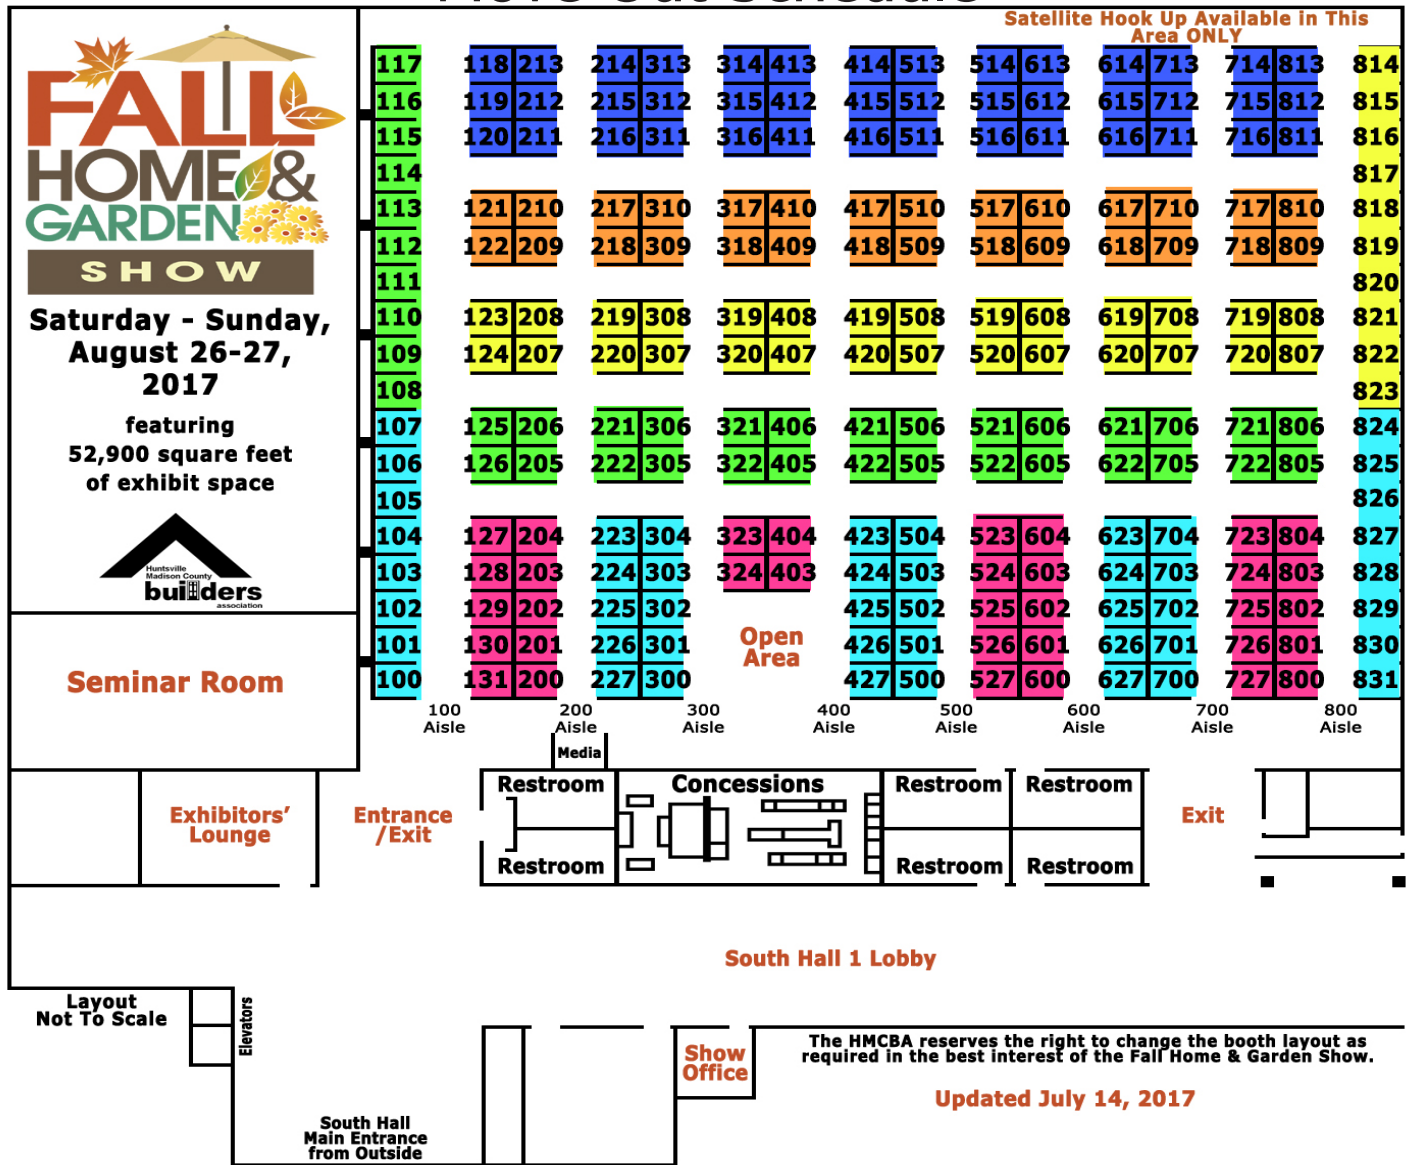 Move Out Schedule
Satellite Hook Up Available in This
Area ONLY
FALL
HOME &
GARDEN
SHOW
Saturday - Sunday,
August 26-27,
2017
featuring
52,900 square feet
of exhibit space
Huntsville
Madison County
builders
association
117 118 213 214 313 314 413 414 513 514 613 614 713 714 813 814
116 119 212 215 312 315 412 415 512 515 612 615 712 715 812 815
115 120 211 216 311 316 411 416 511 516 611 616 711 716 811 816
114 817
113 121 210 217 310 317 410 417 510 517 610 617 710 717 810 818
112 122 209 218 309 318 409 418 509 518 609 618 709 718 809 819
111 820
110 123 208 219 308 319 408 419 508 519 608 619 708 719 808 821
109 124 207 220 307 320 407 420 507 520 607 620 707 720 807 822
108 823
107 125 206 221 306 321 406 421 506 521 606 621 706 721 806 824
106 126 205 222 305 322 405 422 505 522 605 622 705 722 805 825
105 826
104 127 204 223 304 323 404 423 504 523 604 623 704 723 804 827
103 128 203 224 303 324 403 424 503 524 603 624 703 724 803 828
102 129 202 225 302 425 502 525 602 625 702 725 802 829
101 130 201 226 301 426 501 526 601 626 701 726 801 830
100 131 200 227 300 427 500 527 600 627 700 727 800 831
Open
Area
Seminar Room
100 200 300 400 500 600 700 800
Aisle Aisle Aisle Aisle Aisle Aisle Aisle Aisle
Media
Restroom Concessions Restroom Restroom
Exhibitors'
Lounge
Entrance
/Exit
Exit
Restroom Restroom Restroom
South Hall 1 Lobby
Layout
Not To Scale
Elevators
Show
Office
The HMCBA reserves the right to change the booth layout as
required in the best interest of the Fall Home & Garden Show.
Updated July 14, 2017
South Hall
Main Entrance
from Outside